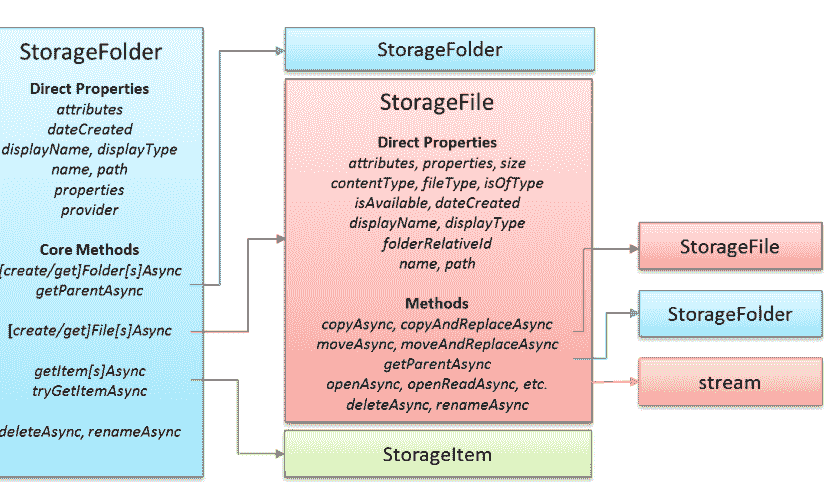 StorageFolder
Direct Properties
attributes
dateCreated
displayName, displayType
name, path
properties
provider
Core Methods
[create/get]Folder[s]Async
getParentAsync
[create/get]File[s]Async
getItem[s]Async
tryGetItemAsync
deleteAsync, renameAsync
StorageFolder
StorageFile
Direct Properties
attributes, properties, size
contentType, fileType, isOfType
isAvailable, dateCreated
displayName, displayType
folderRelativeId
name, path
Methods
copyAsync, copyAndReplaceAsync
moveAsync, moveAndReplaceAsync
getParentAsync
openAsync, openReadAsync, etc.
deleteAsync, renameAsync
StorageItem
StorageFile
StorageFolder
stream